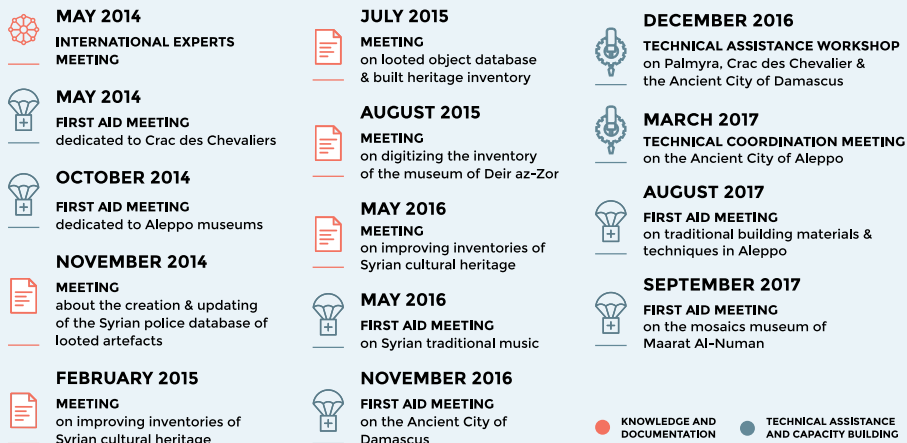 MAY 2014
INTERNATIONAL EXPERTS
MEETING
MAY 2014
FIRST AID MEETING
dedicated to Crac des Chevaliers
OCTOBER 2014
FIRST AID MEETING
dedicated to Aleppo museums
NOVEMBER 2014
MEETING
about the creation & updating
of the Syrian police database of
looted artefacts
FEBRUARY 2015
MEETING
on improving inventories of
Syrian cultural heritage
JULY 2015
MEETING
on looted object database
& built heritage inventory
AUGUST 2015
MEETING
on digitizing the inventory
of the museum of Deir az-Zor
MAY 2016
MEETING
on improving inventories of
Syrian cultural heritage
MAY 2016
FIRST AID MEETING
on Syrian traditional music
NOVEMBER 2016
FIRST AID MEETING
on the Ancient City of
Damascus
DECEMBER 2016
TECHNICAL ASSISTANCE WORKSHOP
on Palmyra, Crac des Chevalier &
the Ancient City of Damascus
MARCH 2017
TECHNICAL COORDINATION MEETING
on the Ancient City of Aleppo
AUGUST 2017
FIRST AID MEETING
on traditional building materials &
techniques in Aleppo
SEPTEMBER 2017
FIRST AID MEETING
on the mosaics museum of
Maarat Al-Numan
KNOWLEDGE AND
DOCUMENTATION
TECHNICAL ASSISTANCE
AND CAPACITY BUILDING